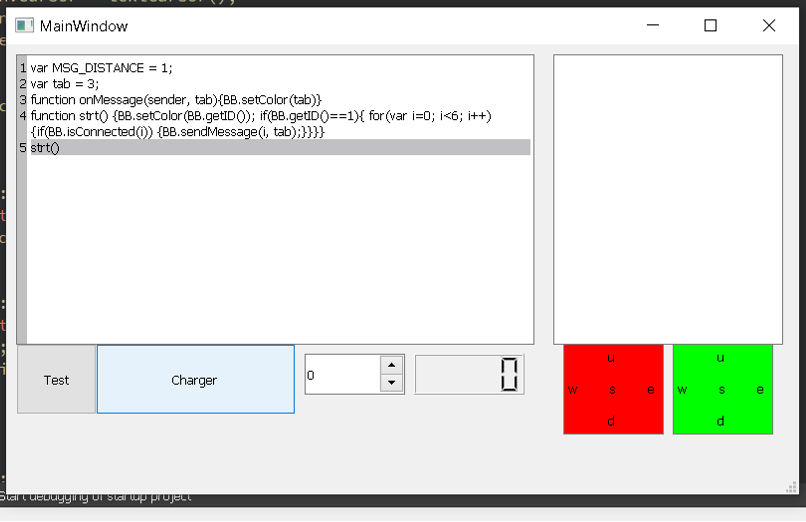 MainWindow
1 var MSG_DISTANCE = 1;
2 var tab = 3;
3 function onMessage(sender, tab){BB.setColor(tab)}
4 function strt() {BB.setColor(BB.getID()); if(BB.getID()==1){ for(var i=0; i<6; i++)
{if(BB.isConnected(i)) {BB.sendMessage(i, tab);}}}}
5 strt()
Test
Charger
0
0
u
w s e
d
u
w s e
d
Start debugging of startup project